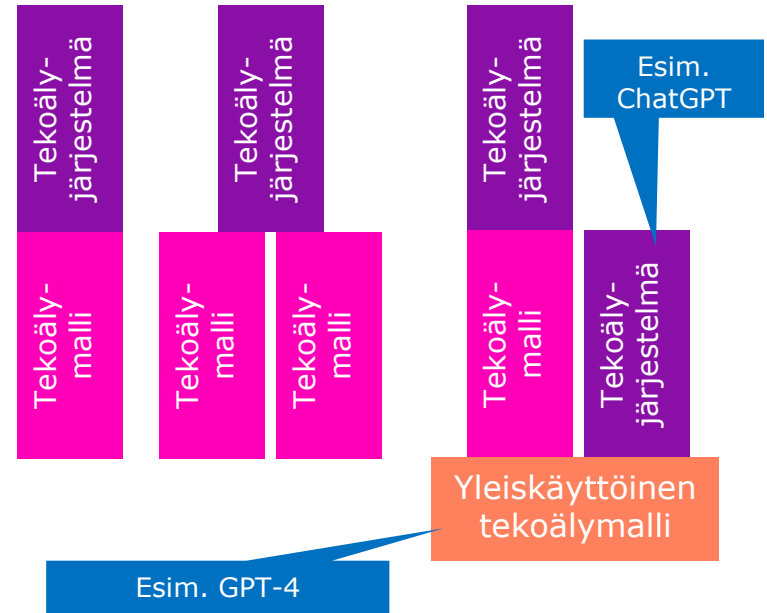 Tekoäly-
järjestelmä
Tekoäly-
järjestelmä
Tekoäly-
järjestelmä
Esim.
ChatGPT
Tekoäly-
malli
Tekoäly-
malli
Tekoäly-
malli
Tekoäly-
malli
Tekoäly-
järjestelmä
Yleiskäyttöinen
tekoälymalli
Esim. GPT-4